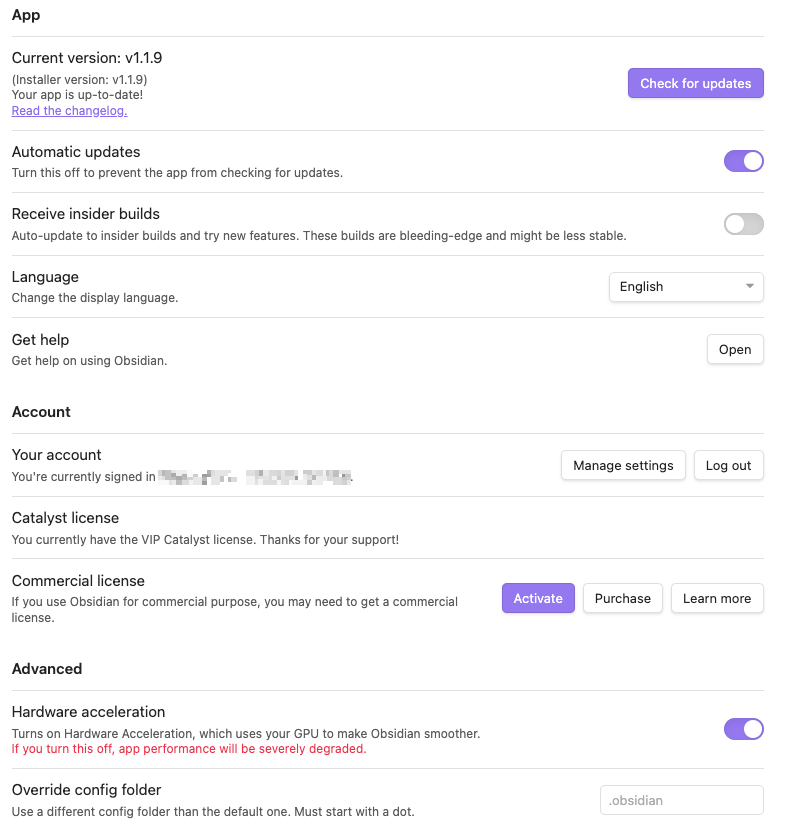 App
Current version: v1.1.9
(Installer version: v1.1.9)
Your app is up-to-date!
Read the changelog.
Check for updates
Automatic updates
Turn this off to prevent the app from checking for updates.
Receive insider builds
Auto-update to insider builds and try new features. These builds are bleeding-edge and might be less stable.
Language
Change the display language.
English
Get help
Get help on using Obsidian.
Open
Account
Your account
You're currently signed in
Manage settings
Log out
Catalyst license
You currently have the VIP Catalyst license. Thanks for your support!
Commercial license
If you use Obsidian for commercial purpose, you may need to get a commercial
license.
Activate
Purchase
Learn more
Advanced
Hardware acceleration
Turns on Hardware Acceleration, which uses your GPU to make Obsidian smoother.
If you turn this off, app performance will be severely degraded.
Override config folder
Use a different config folder than the default one. Must start with a dot.
.obsidian